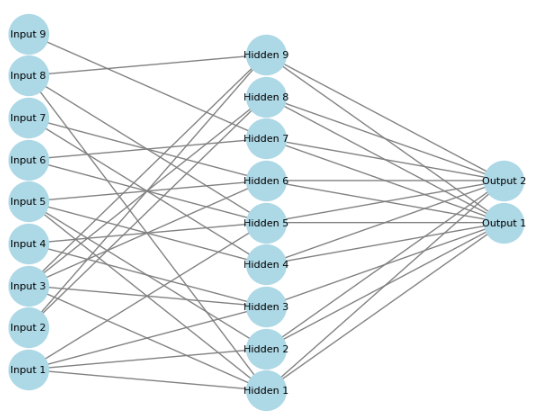 Input 9
Input 8
Input 7
Input 6
Input 5
Input 4
Input 3
Input 2
Input 1
Hidden 9
Hidden 8
Hidden 7
Hidden 6
Hidden 5
Hidden 4
Hidden 3
Hidden 2
Hidden 1
Output 2
Output 1